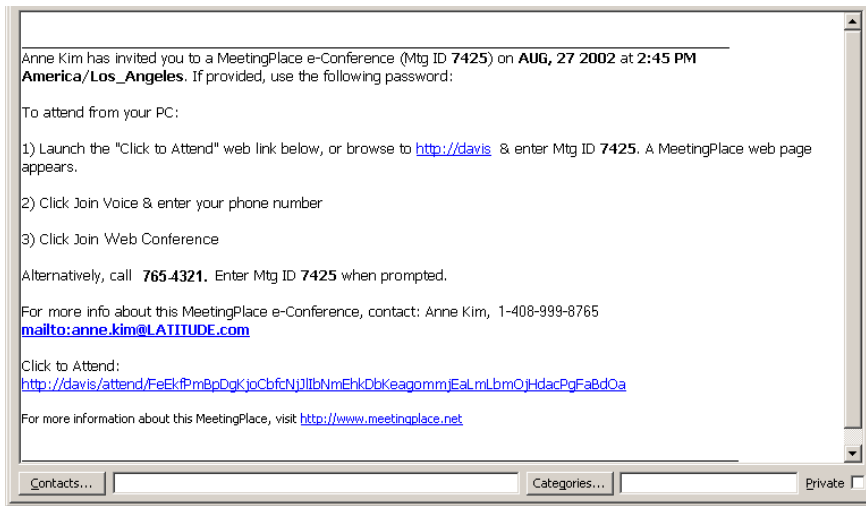 Anne Kim has invited you to a MeetingPlace e-Conference (Mtg ID 7425) on AUG, 27 2002 at 2:45 PM
America/Los_Angeles. If provided, use the following password:
To attend from your PC:
1) Launch the "Click to Attend" web link below, or browse to http://davis & enter Mtg ID 7425. A MeetingPlace web page
appears.
2) Click Join Voice & enter your phone number
3) Click Join Web Conference
Alternatively, call 765-4321. Enter Mtg ID 7425 when prompted.
For more info about this MeetingPlace e-Conference, contact: Anne Kim, 1-408-999-8765
mailto:anne.kim@LATITUDE.com
Click to Attend:
http://davis/attend/FeEkfPmBpDgKjoCbfcNjJlIbNmEhkDbKeagommjEaLmLbmOjHdacPgFaBdOa
For more information about this MeetingPlace, visit http://www.meetingplace.net
Contacts... Categories... Private